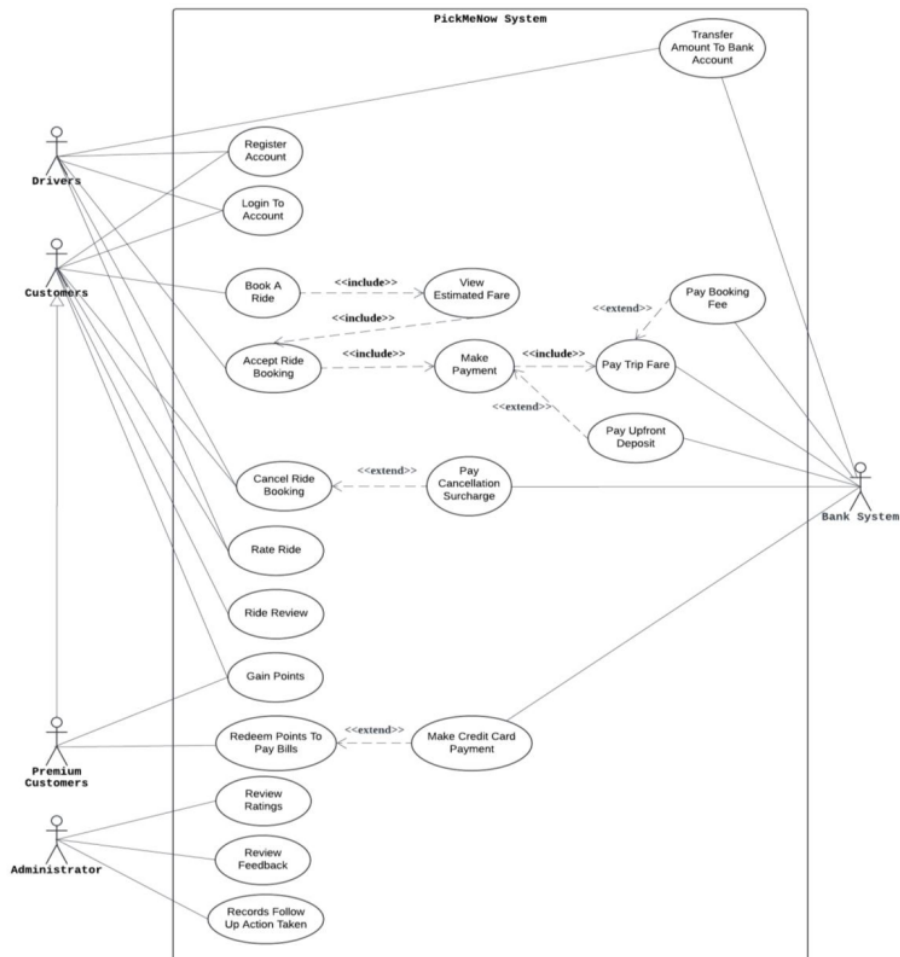 PickMeNow System
Transfer
Amount To Bank
Account
Register
Account
Drivers
Login To
Account
Customers
Book A
Ride
<<include>>
View
Estimated Fare
Pay Booking
Fee
<<extend>>
<<include>>
Accept Ride
Booking
<<include>>
Make
Payment
<<include>>
Pay Trip Fare
<<extend>>
Pay Upfront
Deposit
Cancel Ride
Booking
<<extend>>
Pay
Cancellation
Surcharge
Bank System
Rate Ride
Ride Review
Gain Points
Redeem Points To
Pay Bills
<<extend>>
Make Credit Card
Payment
Premium
Customers
Review
Ratings
Administrator
Review
Feedback
Records Follow
Up Action Taken